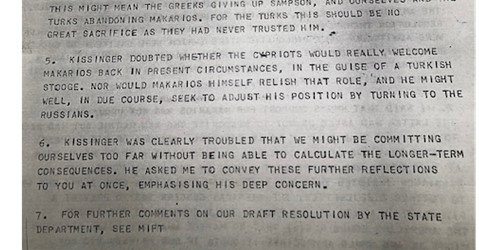 THIS MIGHT MEAN THE GREEKS GIVING UP SAMPSON, AND OURSELVES AND THE
TURKS ABANDONING MAKARIOS. FOR THE TURKS THIS SHOULD BE NO
GREAT SACRIFICE AS THEY HAD NEVER TRUSTED HIM.
5. KISSINGER DOUBTED WHETHER THE CYPRIOTS WOULD REALLY WELCOME
MAKARIOS BACK IN PRESENT CIRCUMSTANCES, IN THE GUISE OF A TURKISH
STOOGE. NOR WOULD MAKARIOS HIMSELF RELISH THAT ROLE, AND HE MIGHT
WELL, IN DUE COURSE, SEEK TO ADJUST HIS POSITION BY TURNING TO THE
RUSSIANS.
6. KISSINGER WAS CLEARLY TROUBLED THAT WE MIGHT BE COMMITTING
OURSELVES TOO FAR WITHOUT BEING ABLE TO CALCULATE THE LONGER-TERM
CONSEQUENCES. HE ASKED ME TO CONVEY THESE FURTHER REFLECTIONS
TO YOU AT ONCE, EMPHASISING HIS DEEP CONCERN.
7. FOR FURTHER COMMENTS ON OUR DRAFT RESOLUTION BY THE STATE
DEPARTMENT, SEE MIFT